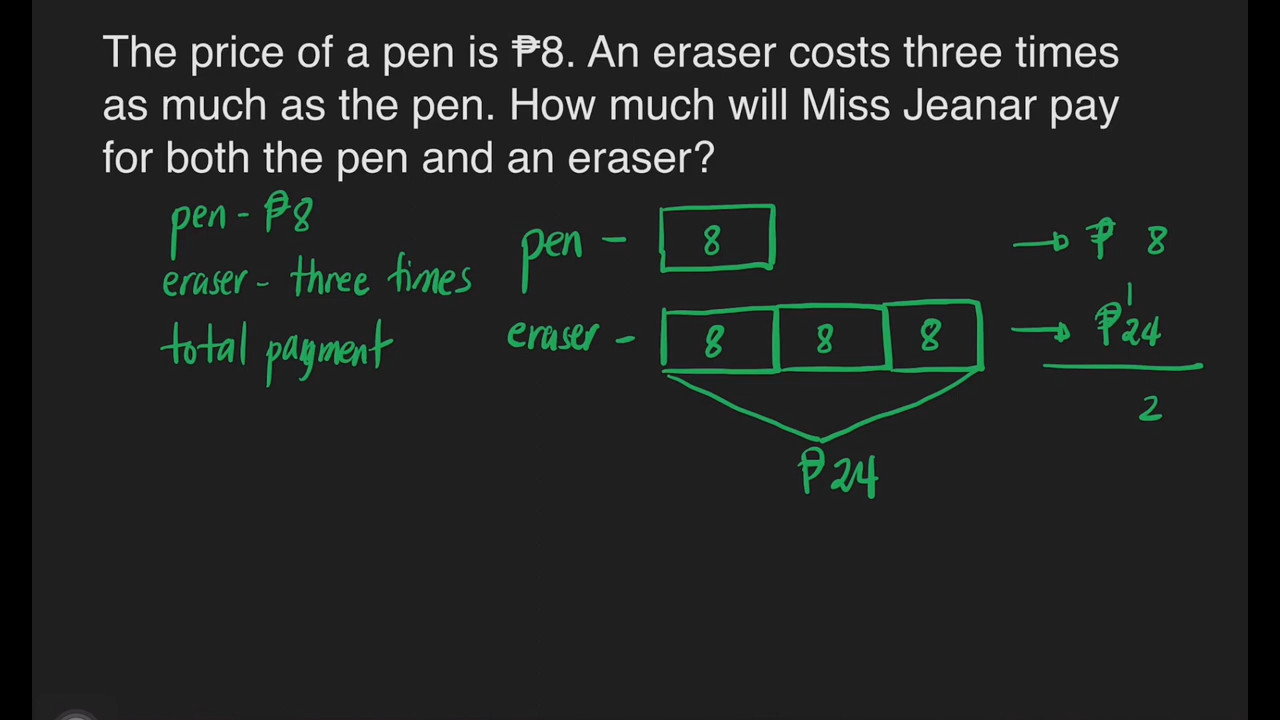 The price of a pen is ₱8. An eraser costs three times
as much as the pen. How much will Miss Jeanar pay
for both the pen and an eraser?
pen - ₱8
eraser - three times
total payment
pen - 8
eraser - 8 8 8
₱24
→ ₱ 8
1
→ ₱24
2